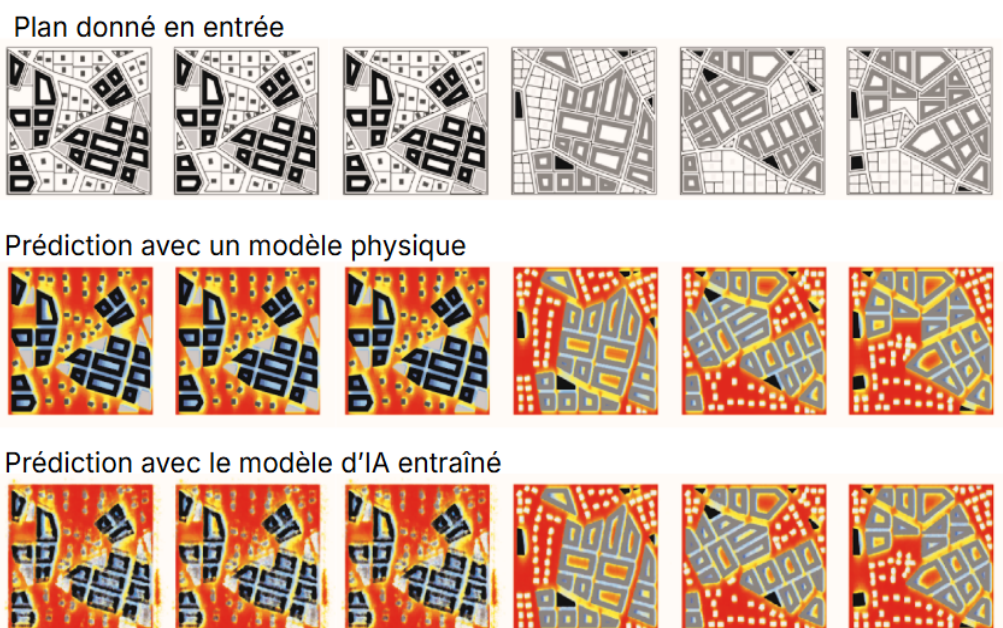 Plan donné en entrée
Prédiction avec un modèle physique
Prédiction avec le modèle d'IA entraîné